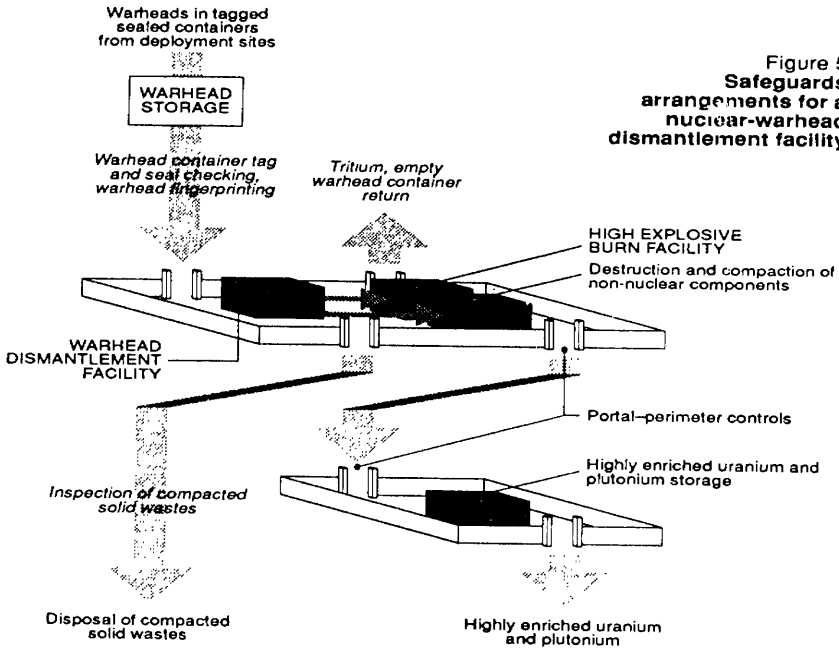 Warheads in tagged
sealed containers
from deployment sites
WARHEAD
STORAGE
Figure 5
Safeguards
arrangements for a
nuclear-warhead
dismantlement facility
Warhead container tag
and seal checking,
warhead fingerprinting
Tritium, empty
warhead container
return
HIGH EXPLOSIVE
BURN FACILITY
Destruction and compaction of
non-nuclear components
WARHEAD
DISMANTLEMENT
FACILITY
Portal–perimeter controls
Highly enriched uranium and
plutonium storage
Inspection of compacted
solid wastes
Disposal of compacted
solid wastes
Highly enriched uranium
and plutonium